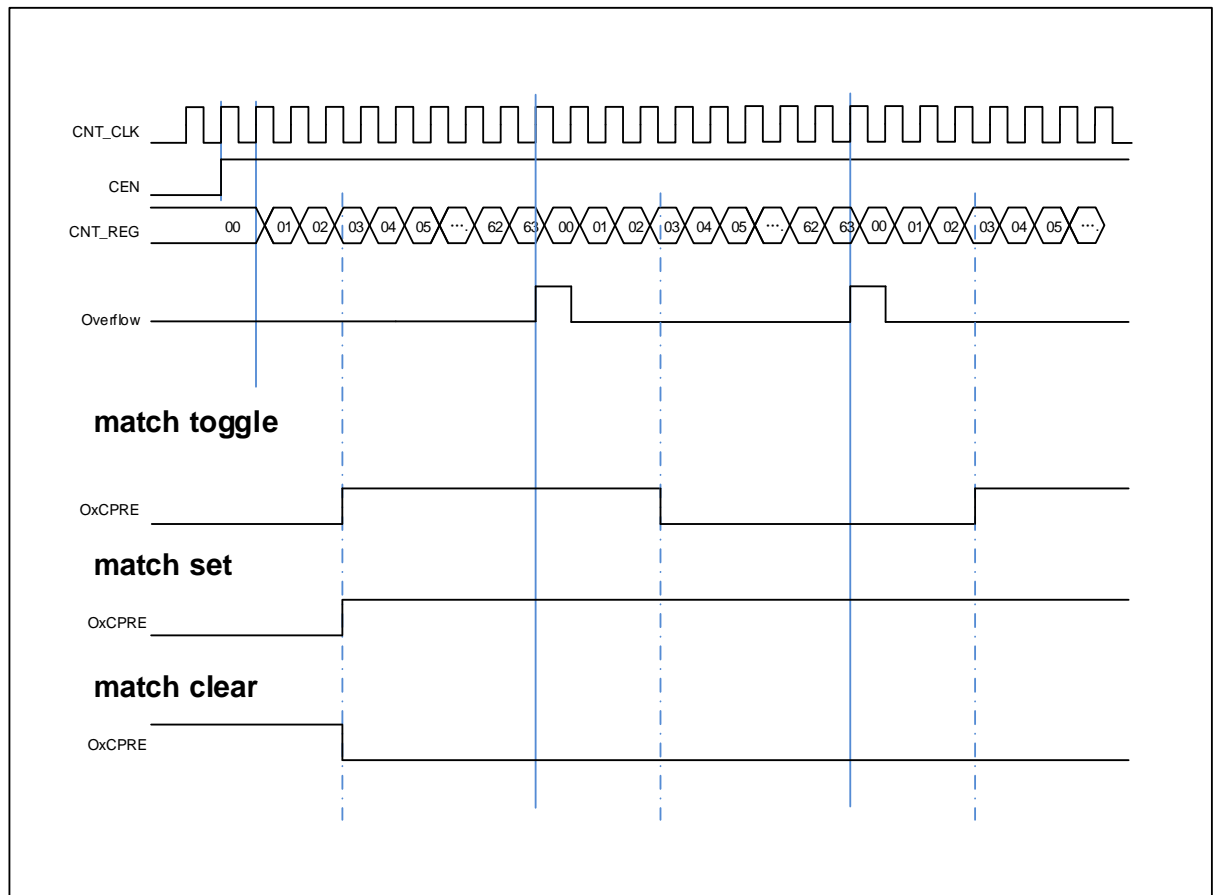 CNT_CLK
CEN
CNT_REG 00 01 02 03 04 05 ···. 62 63 00 01 02 03 04 05 ···. 62 63 00 01 02 03 04 05 ···.
Overflow
match toggle
OxCPRE
match set
OxCPRE
match clear
OxCPRE